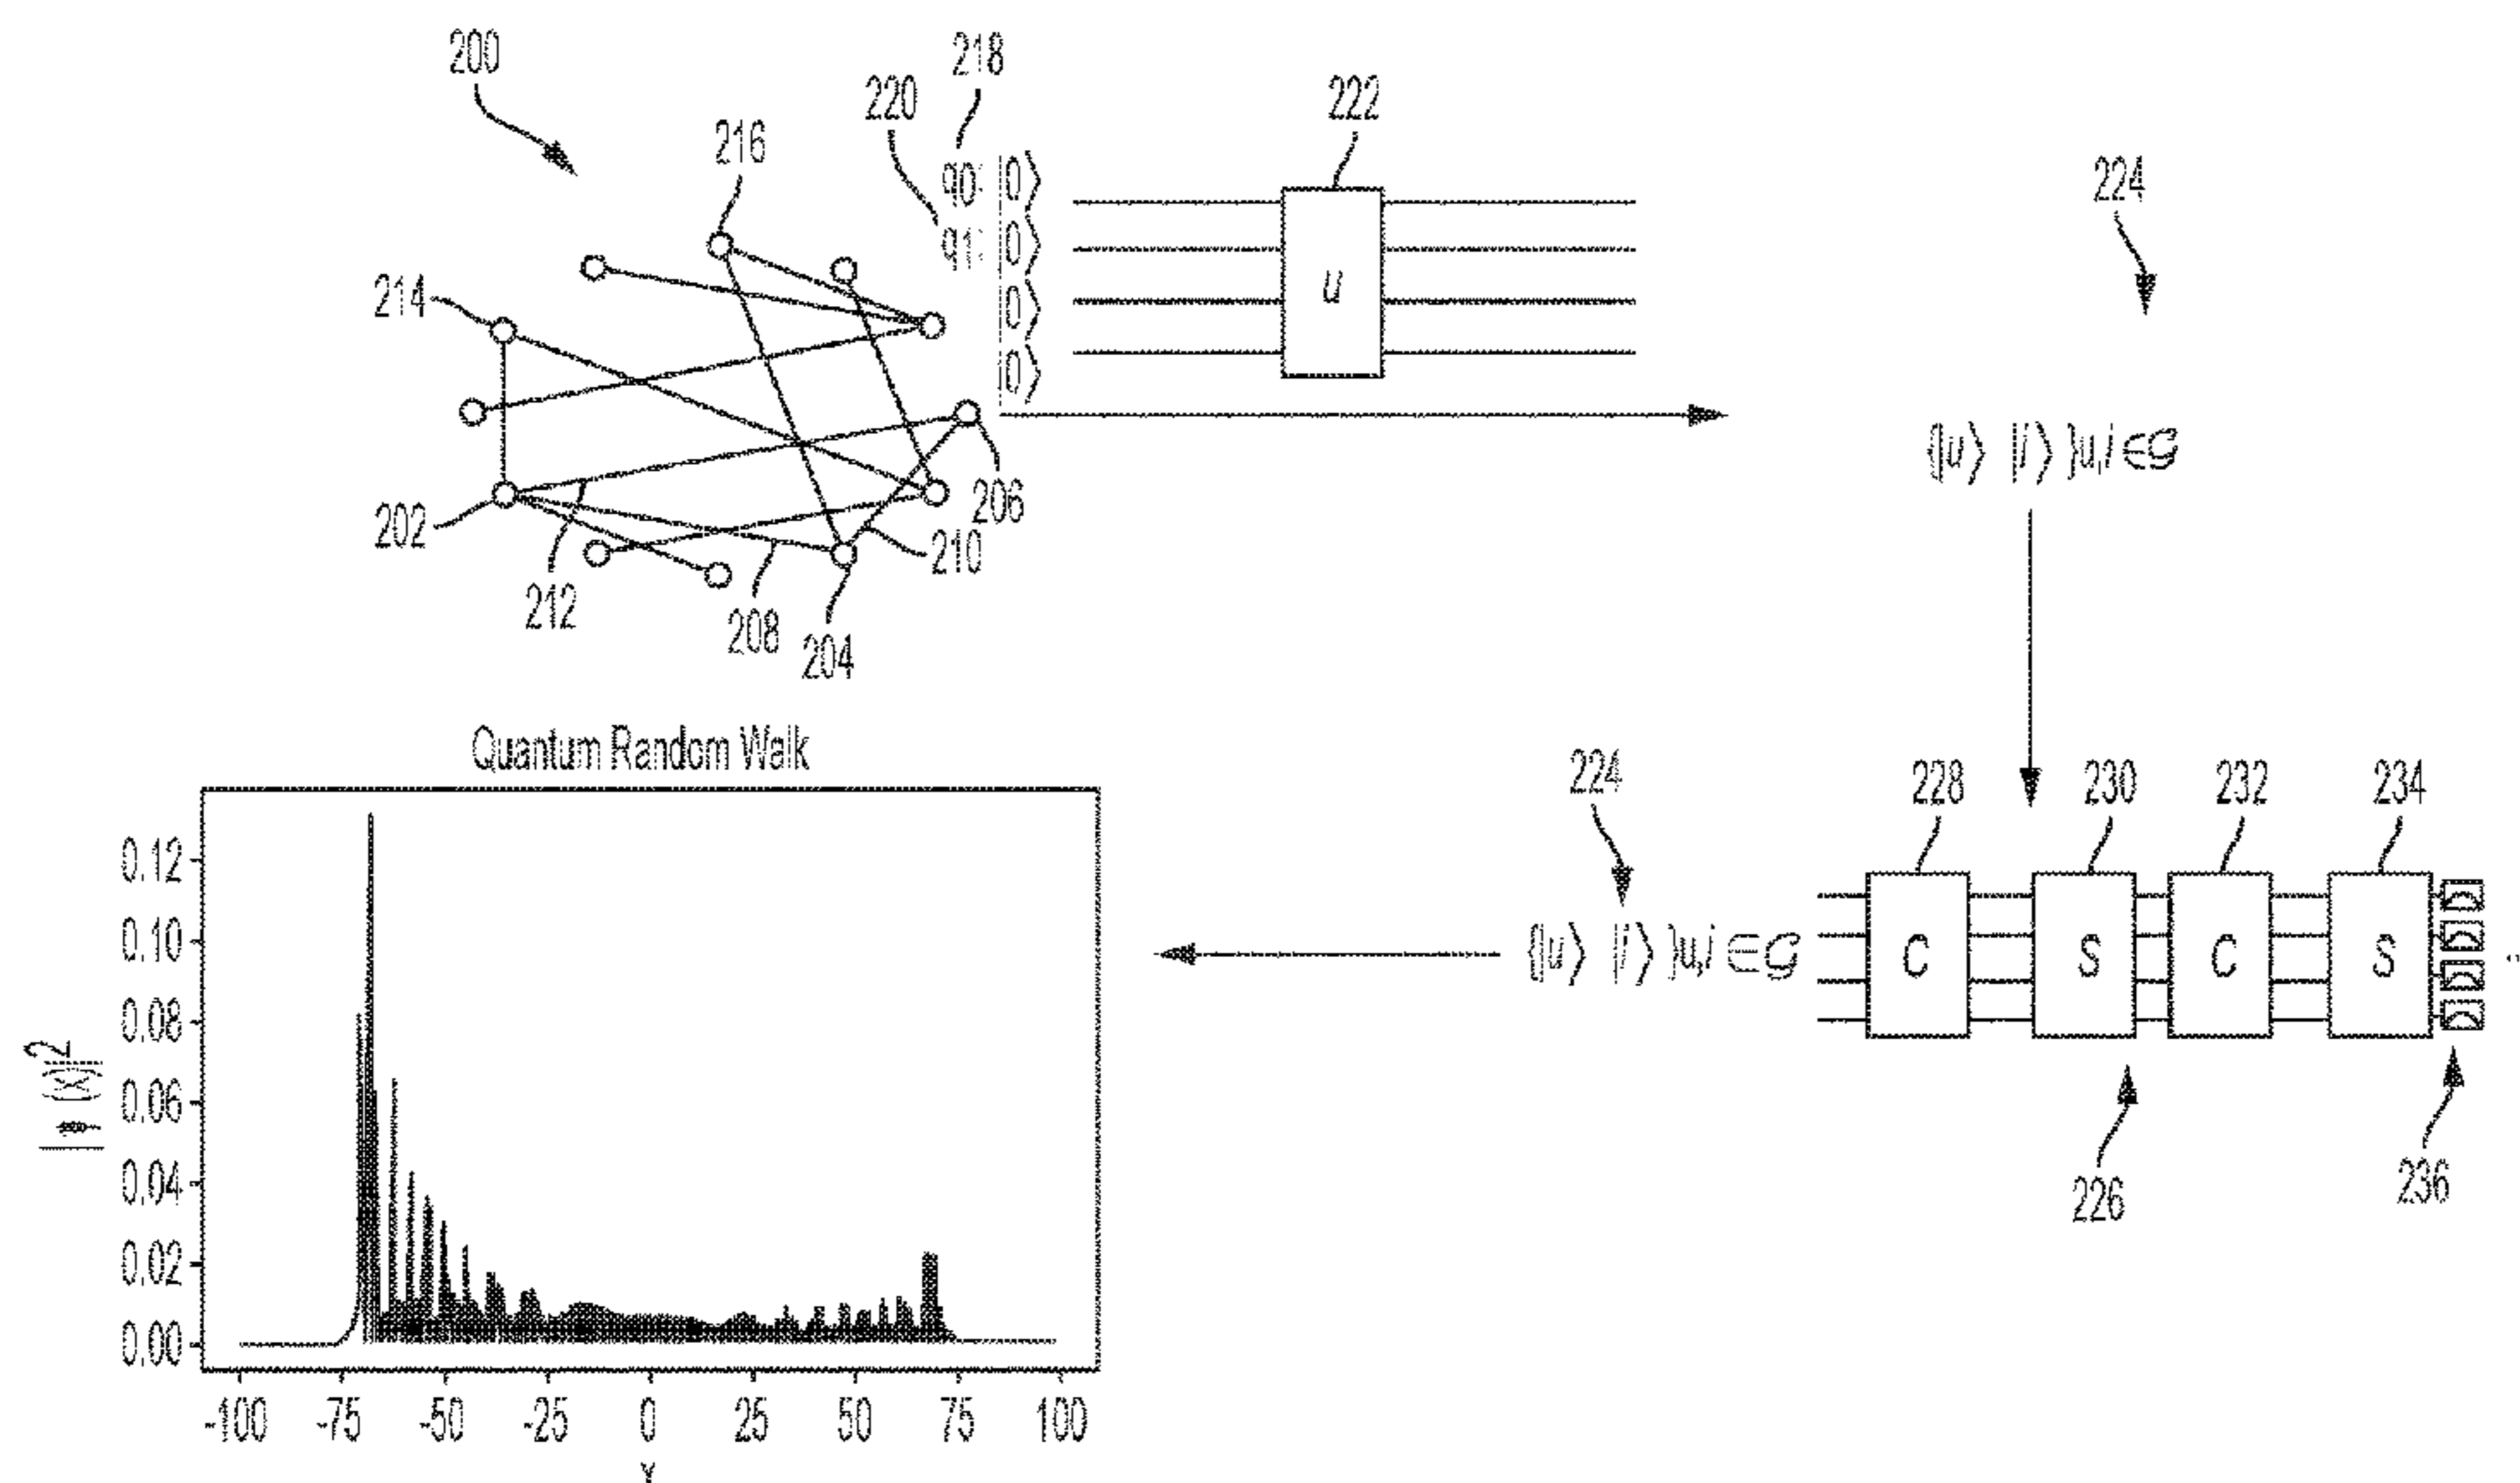 200
218
220
222
216
q0: |0⟩
224
q1: |0⟩
214
|0⟩
u
|0⟩
{|u⟩ |i⟩}u,i ∈ G
202
206
210
212
208
204
Quantum Random Walk
224
228
230
232
234
0.12
0.10
{|u⟩ |i⟩}u,i ∈ G
C
S
C
S
0.08
0.06
0.04
226
236
0.02
0.00
-100 -75 -50 -25 0 25 50 75 100